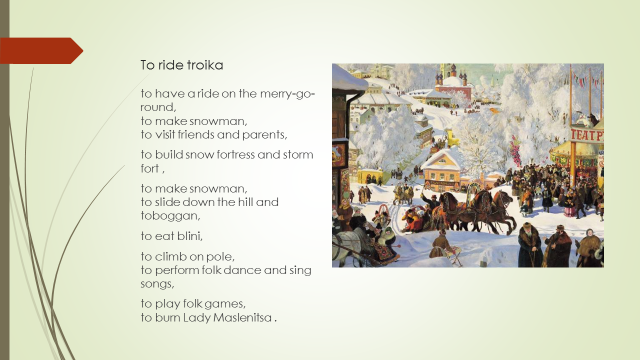 To ride troika
to have a ride on the merry-go-
round,
to make snowman,
to visit friends and parents,
to build snow fortress and storm
fort ,
to make snowman,
to slide down the hill and
toboggan,
to eat blini,
to climb on pole,
to perform folk dance and sing
songs,
to play folk games,
to burn Lady Maslenitsa .
ТЕАТР